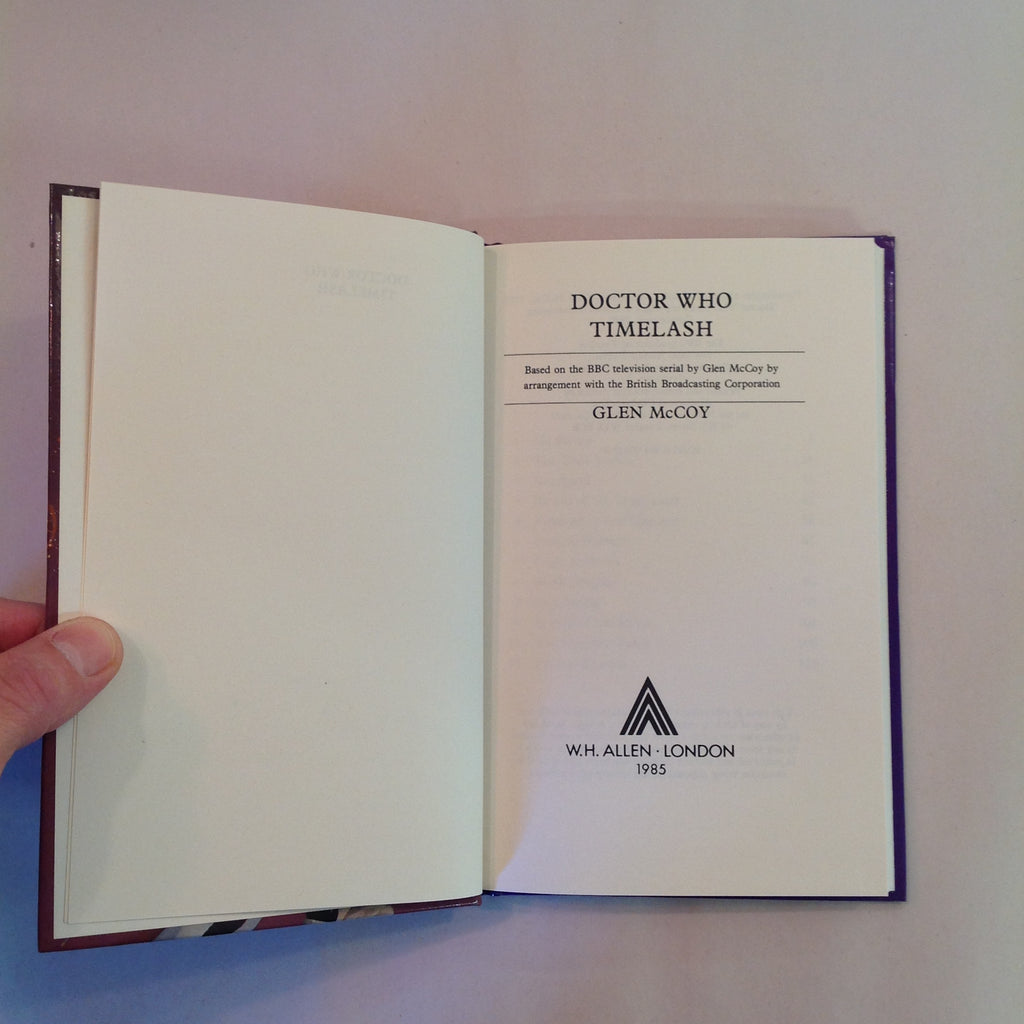 DOCTOR WHO
TIMELASH
Based on the BBC television serial by Glen McCoy by
arrangement with the British Broadcasting Corporation
GLEN McCOY
W.H. ALLEN · LONDON
1985